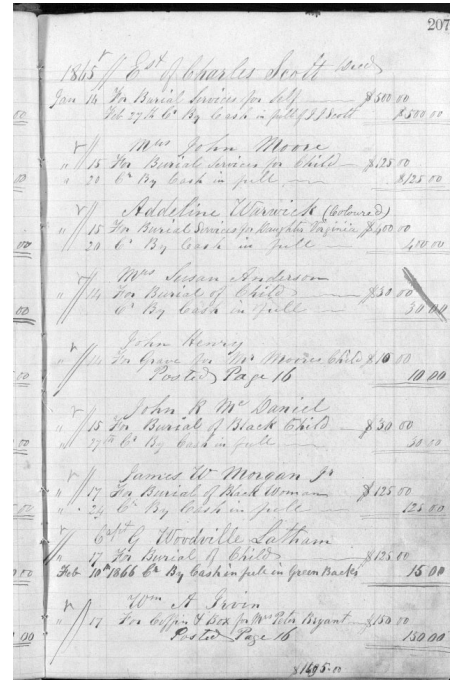 207
1865 Est of Charles Scott Decd
Jan 14 For Burial Services for Self $500.00
Feb 27th Cr By Cash in full of J Scott $500.00
Mrs John Moore
" 15 For Burial Services for Child $125.00
" 20 Cr By Cash in full $125.00
Addeline Warwick (Coloured)
" 15 For Burial Services for Daughter Virginia $400.00
20 Cr By Cash in full 400.00
Mrs Susan Anderson
" 14 For Burial of Child $30.00
Cr By Cash in full 30.00
John Henry
" 14 For Grave for Mr Moores Child $10.00
Posted Page 16 10.00
John R McDaniel
" 15 For Burial of Black Child $30.00
" 27th Cr By Cash in full 30.00
James W Morgan Jr
" 17 For Burial of Black Woman $125.00
" 24 Cr By Cash in full 125.00
Capt G Woodville Latham
" 17 For Burial of Child $125.00
Feb 10th 1866 Cr By Cash in full in Green Backs 15.00
Wm A Irvin
" 17 For Coffin & Box for Mrs Peter Bryant $150.00
Posted Page 16 150.00
$1695.00